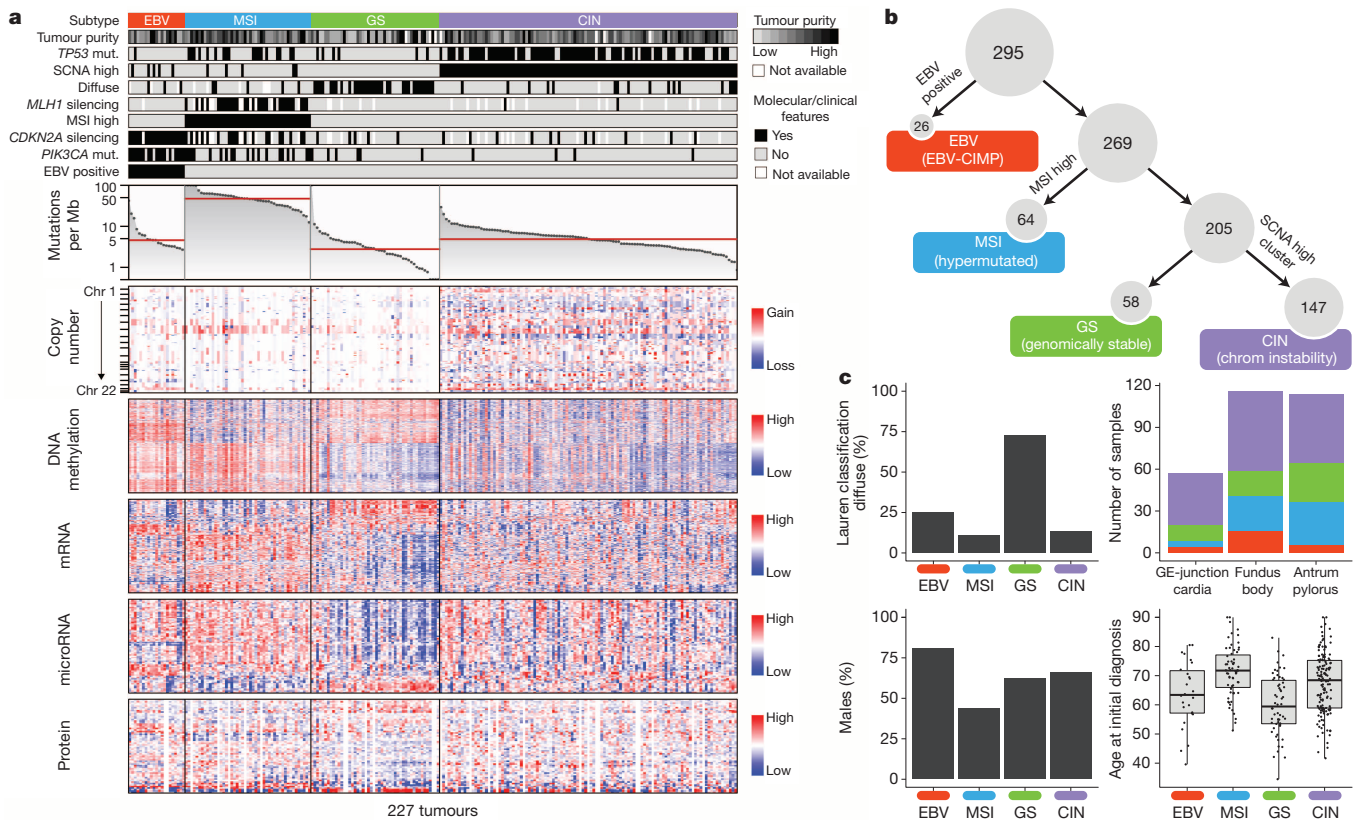 a
Subtype EBV MSI GS CIN
Tumour purity
TP53 mut.
SCNA high
Diffuse
MLH1 silencing
MSI high
CDKN2A silencing
PIK3CA mut.
EBV positive
Tumour purity
Low High
Not available
Molecular/clinical
features
Yes
No
Not available
Mutations
per Mb
100
50
10
5
1
Copy
number
Chr 1
Chr 22
Gain
Loss
DNA
methylation
High
Low
mRNA
High
Low
microRNA
High
Low
Protein
High
Low
227 tumours
b
295
EBV
positive
26
EBV
(EBV-CIMP)
269
MSI high
64
MSI
(hypermutated)
205
SCNA high
cluster
58
GS
(genomically stable)
147
CIN
(chrom instability)
c
Lauren classification
diffuse (%)
100
75
50
25
0
EBV MSI GS CIN
Number of samples
120
90
60
30
0
GE-junction
cardia
Fundus
body
Antrum
pylorus
Males (%)
100
75
50
25
0
EBV MSI GS CIN
Age at initial diagnosis
90
80
70
60
50
40
EBV MSI GS CIN